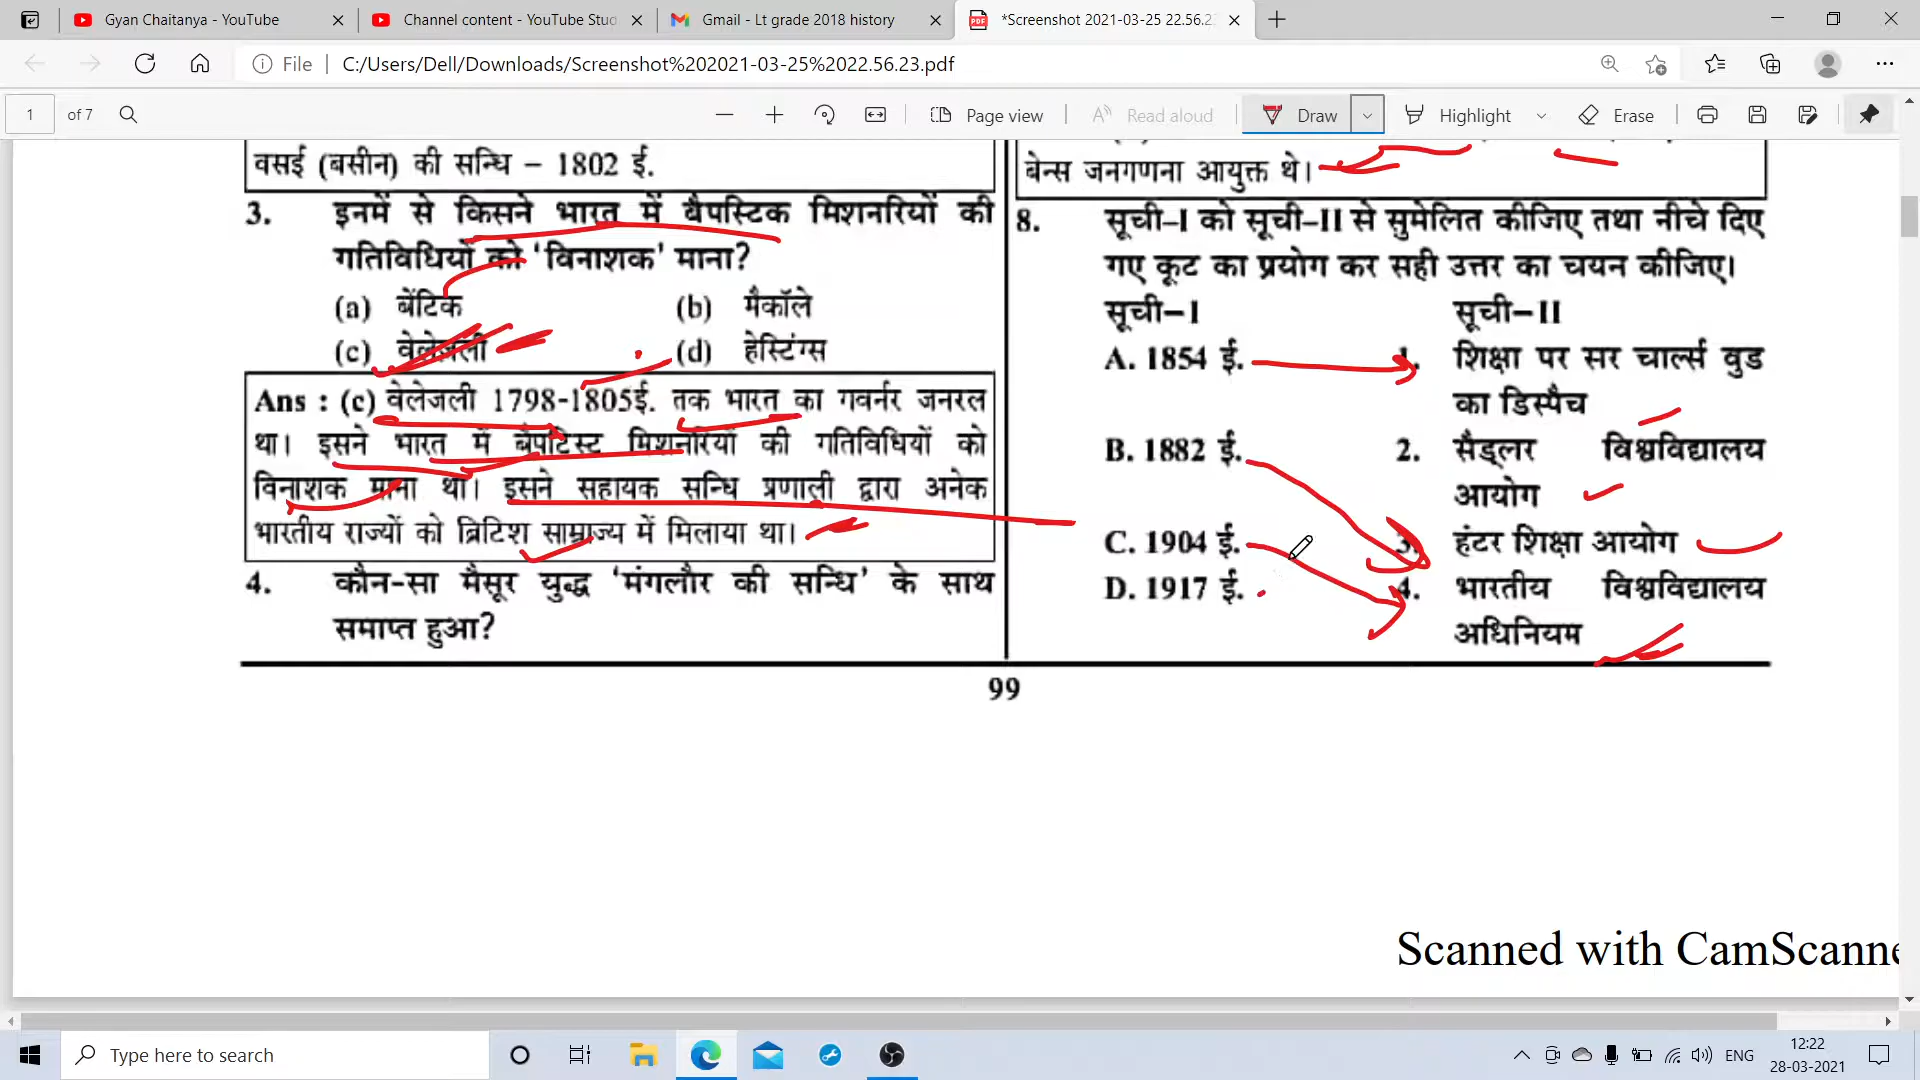 Gyan Chaitanya - YouTube
Channel content - YouTube Stud
Gmail - Lt grade 2018 history
*Screenshot 2021-03-25 22.56.23
File
C:/Users/Dell/Downloads/Screenshot%202021-03-25%2022.56.23.pdf
1 of 7
Page view
Read aloud
Draw
Highlight
Erase
वसई (बसीन) की सन्धि – 1802 ई.
3. इनमें से किसने भारत में बैपस्टिक मिशनरियों की
गतिविधियों को 'विनाशक' माना?
(a) बेंटिक (b) मैकॉले
(c) वेलेजली (d) हेस्टिंग्स
Ans : (c) वेलेजली 1798-1805ई. तक भारत का गवर्नर जनरल
था। इसने भारत में बैपटिस्ट मिशनरियों की गतिविधियों को
विनाशक माना था। इसने सहायक सन्धि प्रणाली द्वारा अनेक
भारतीय राज्यों को ब्रिटिश साम्राज्य में मिलाया था।
4. कौन-सा मैसूर युद्ध 'मंगलौर की सन्धि' के साथ
समाप्त हुआ?
बेन्स जनगणना आयुक्त थे।
8. सूची–I को सूची–II से सुमेलित कीजिए तथा नीचे दिए
गए कूट का प्रयोग कर सही उत्तर का चयन कीजिए।
सूची–I सूची–II
A. 1854 ई. 1. शिक्षा पर सर चार्ल्स वुड
का डिस्पैच
B. 1882 ई. 2. सैड्लर विश्वविद्यालय
आयोग
C. 1904 ई. 3. हंटर शिक्षा आयोग
D. 1917 ई. 4. भारतीय विश्वविद्यालय
अधिनियम
99
Scanned with CamScanne
Type here to search
ENG
12:22
28-03-2021